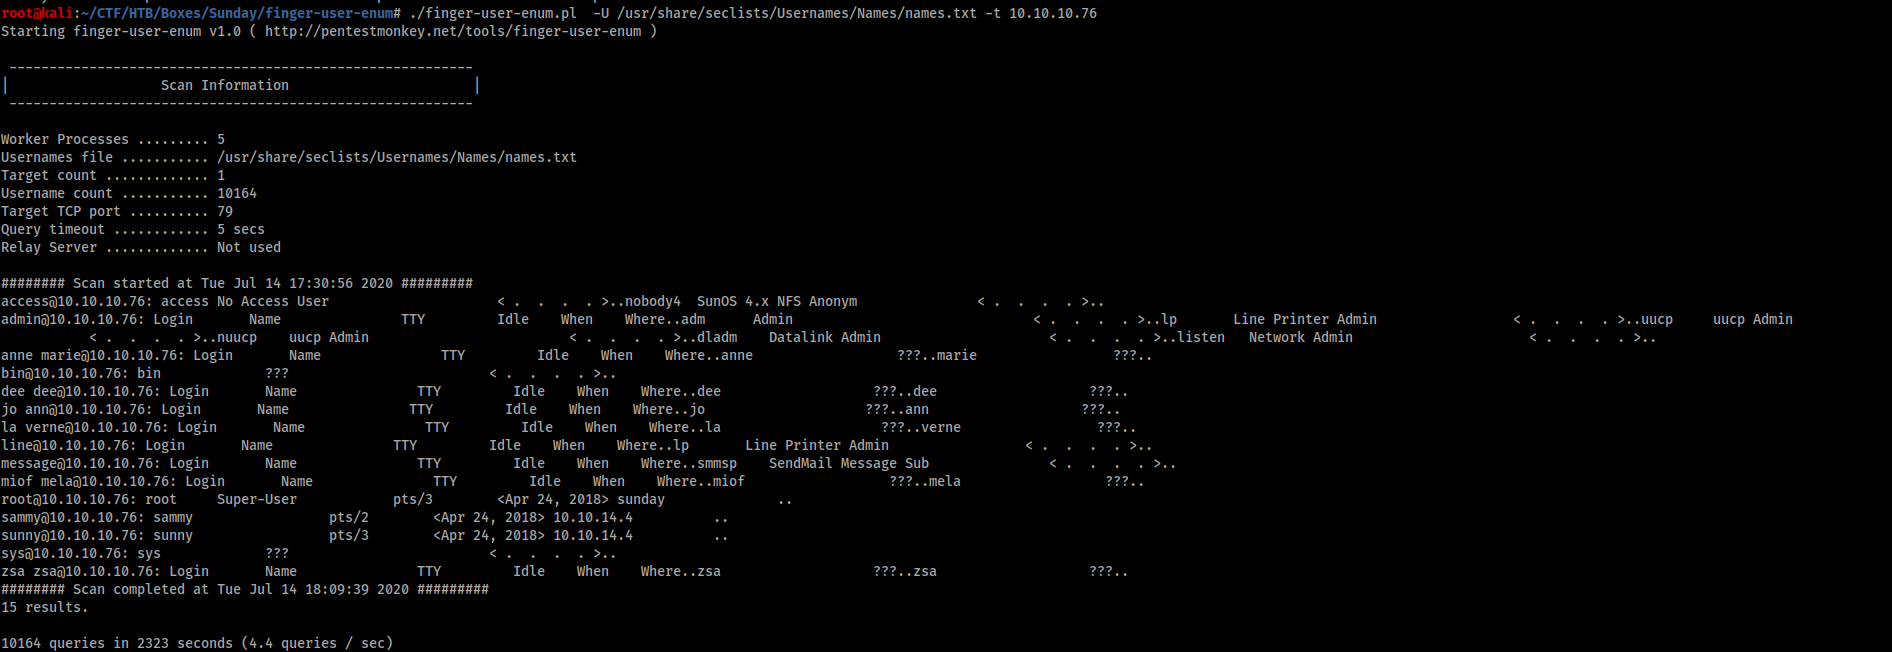 root@kali:~/CTF/HTB/Boxes/Sunday/finger-user-enum# ./finger-user-enum.pl  -U /usr/share/seclists/Usernames/Names/names.txt -t 10.10.10.76
Starting finger-user-enum v1.0 ( http://pentestmonkey.net/tools/finger-user-enum )
 ----------------------------------------------------------
|                   Scan Information                       |
 ----------------------------------------------------------
Worker Processes ......... 5
Usernames file ........... /usr/share/seclists/Usernames/Names/names.txt
Target count ............. 1
Username count ........... 10164
Target TCP port .......... 79
Query timeout ............ 5 secs
Relay Server ............. Not used
######## Scan started at Tue Jul 14 17:30:56 2020 #########
access@10.10.10.76: access No Access User                     < .  .  .  . >..nobody4  SunOS 4.x NFS Anonym               < .  .  .  . >..
admin@10.10.10.76: Login       Name               TTY         Idle    When    Where..adm      Admin                              < .  .  .  . >..lp       Line Printer Admin                 < .  .  .  . >..uucp     uucp Admin
           < .  .  .  . >..nuucp    uucp Admin                         < .  .  .  . >..dladm    Datalink Admin                     < .  .  .  . >..listen   Network Admin                      < .  .  .  . >..
anne marie@10.10.10.76: Login       Name               TTY         Idle    When    Where..anne                  ???..marie                 ???..
bin@10.10.10.76: bin             ???                         < .  .  .  . >..
dee dee@10.10.10.76: Login       Name               TTY         Idle    When    Where..dee                   ???..dee                   ???..
jo ann@10.10.10.76: Login       Name               TTY         Idle    When    Where..jo                    ???..ann                   ???..
la verne@10.10.10.76: Login       Name               TTY         Idle    When    Where..la                    ???..verne                 ???..
line@10.10.10.76: Login       Name               TTY         Idle    When    Where..lp       Line Printer Admin                 < .  .  .  . >..
message@10.10.10.76: Login       Name               TTY         Idle    When    Where..smmsp    SendMail Message Sub               < .  .  .  . >..
miof mela@10.10.10.76: Login       Name               TTY         Idle    When    Where..miof                  ???..mela                  ???..
root@10.10.10.76: root     Super-User            pts/3        <Apr 24, 2018> sunday              ..
sammy@10.10.10.76: sammy                 pts/2        <Apr 24, 2018> 10.10.14.4          ..
sunny@10.10.10.76: sunny                 pts/3        <Apr 24, 2018> 10.10.14.4          ..
sys@10.10.10.76: sys             ???                         < .  .  .  . >..
zsa zsa@10.10.10.76: Login       Name               TTY         Idle    When    Where..zsa                   ???..zsa                   ???..
######## Scan completed at Tue Jul 14 18:09:39 2020 #########
15 results.
10164 queries in 2323 seconds (4.4 queries / sec)